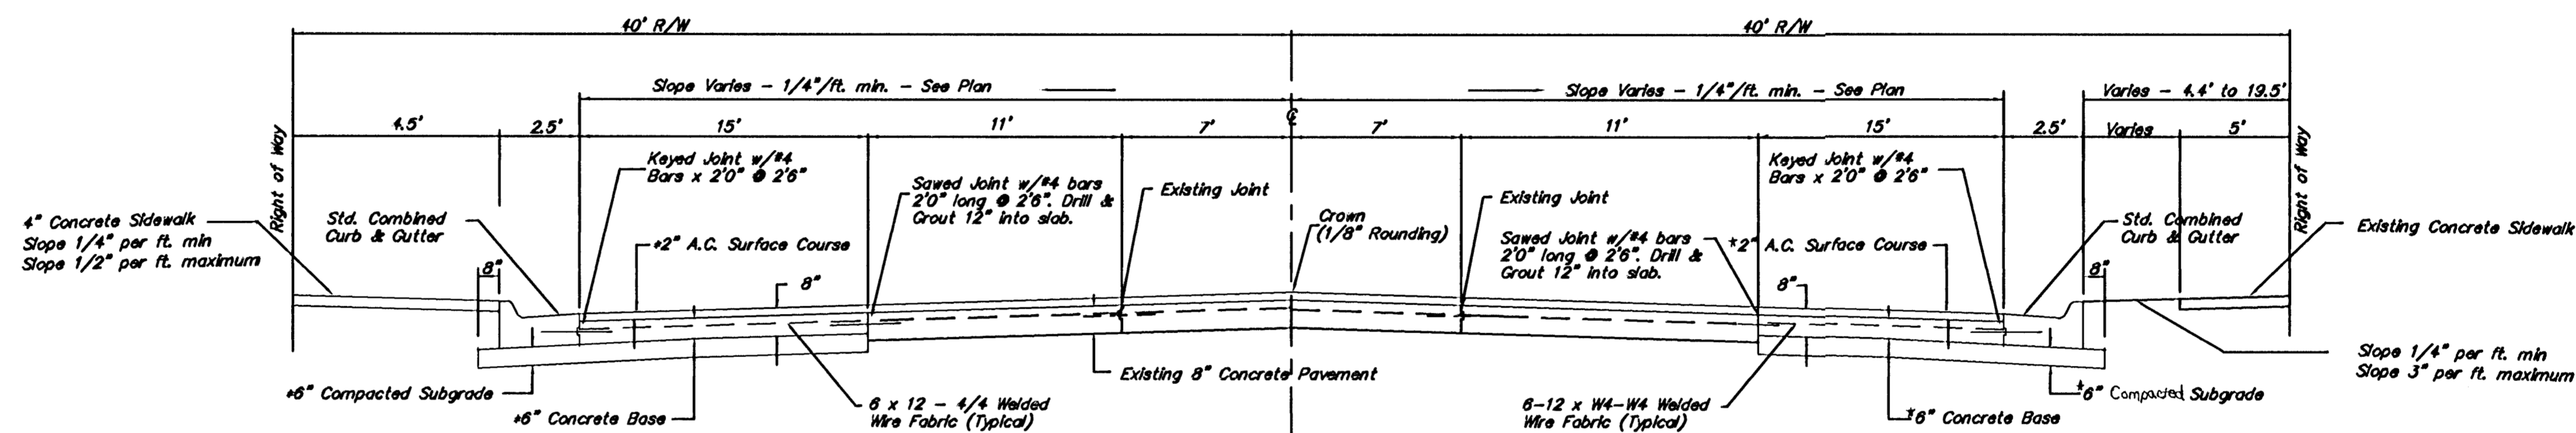 40' R/W
40' R/W
Slope Varies - 1/4"/ft. min. - See Plan
Slope Varies - 1/4"/ft. min. - See Plan
Varies - 4.4' to 19.5'
4.5'
2.5'
15'
11'
7'
℄
7'
11'
15'
2.5'
Varies
5'
Right of Way
Right of Way
Keyed Joint w/#4
Bars x 2'0" @ 2'6"
Sawed Joint w/#4 bars
2'0" long @ 2'6". Drill &
Grout 12" into slab.
Existing Joint
Crown
(1/8" Rounding)
Existing Joint
Sawed Joint w/#4 bars
2'0" long @ 2'6". Drill &
Grout 12" into slab.
Keyed Joint w/#4
Bars x 2'0" @ 2'6"
4" Concrete Sidewalk
Slope 1/4" per ft. min
Slope 1/2" per ft. maximum
Std. Combined
Curb & Gutter
*2" A.C. Surface Course
8"
8"
*2" A.C. Surface Course
8"
Std. Combined
Curb & Gutter
8"
Existing Concrete Sidewalk
*6" Compacted Subgrade
*6" Concrete Base
6 x 12 - 4/4 Welded
Wire Fabric (Typical)
Existing 8" Concrete Pavement
6-12 x W4-W4 Welded
Wire Fabric (Typical)
*6" Concrete Base
*6" Compacted Subgrade
Slope 1/4" per ft. min
Slope 3" per ft. maximum